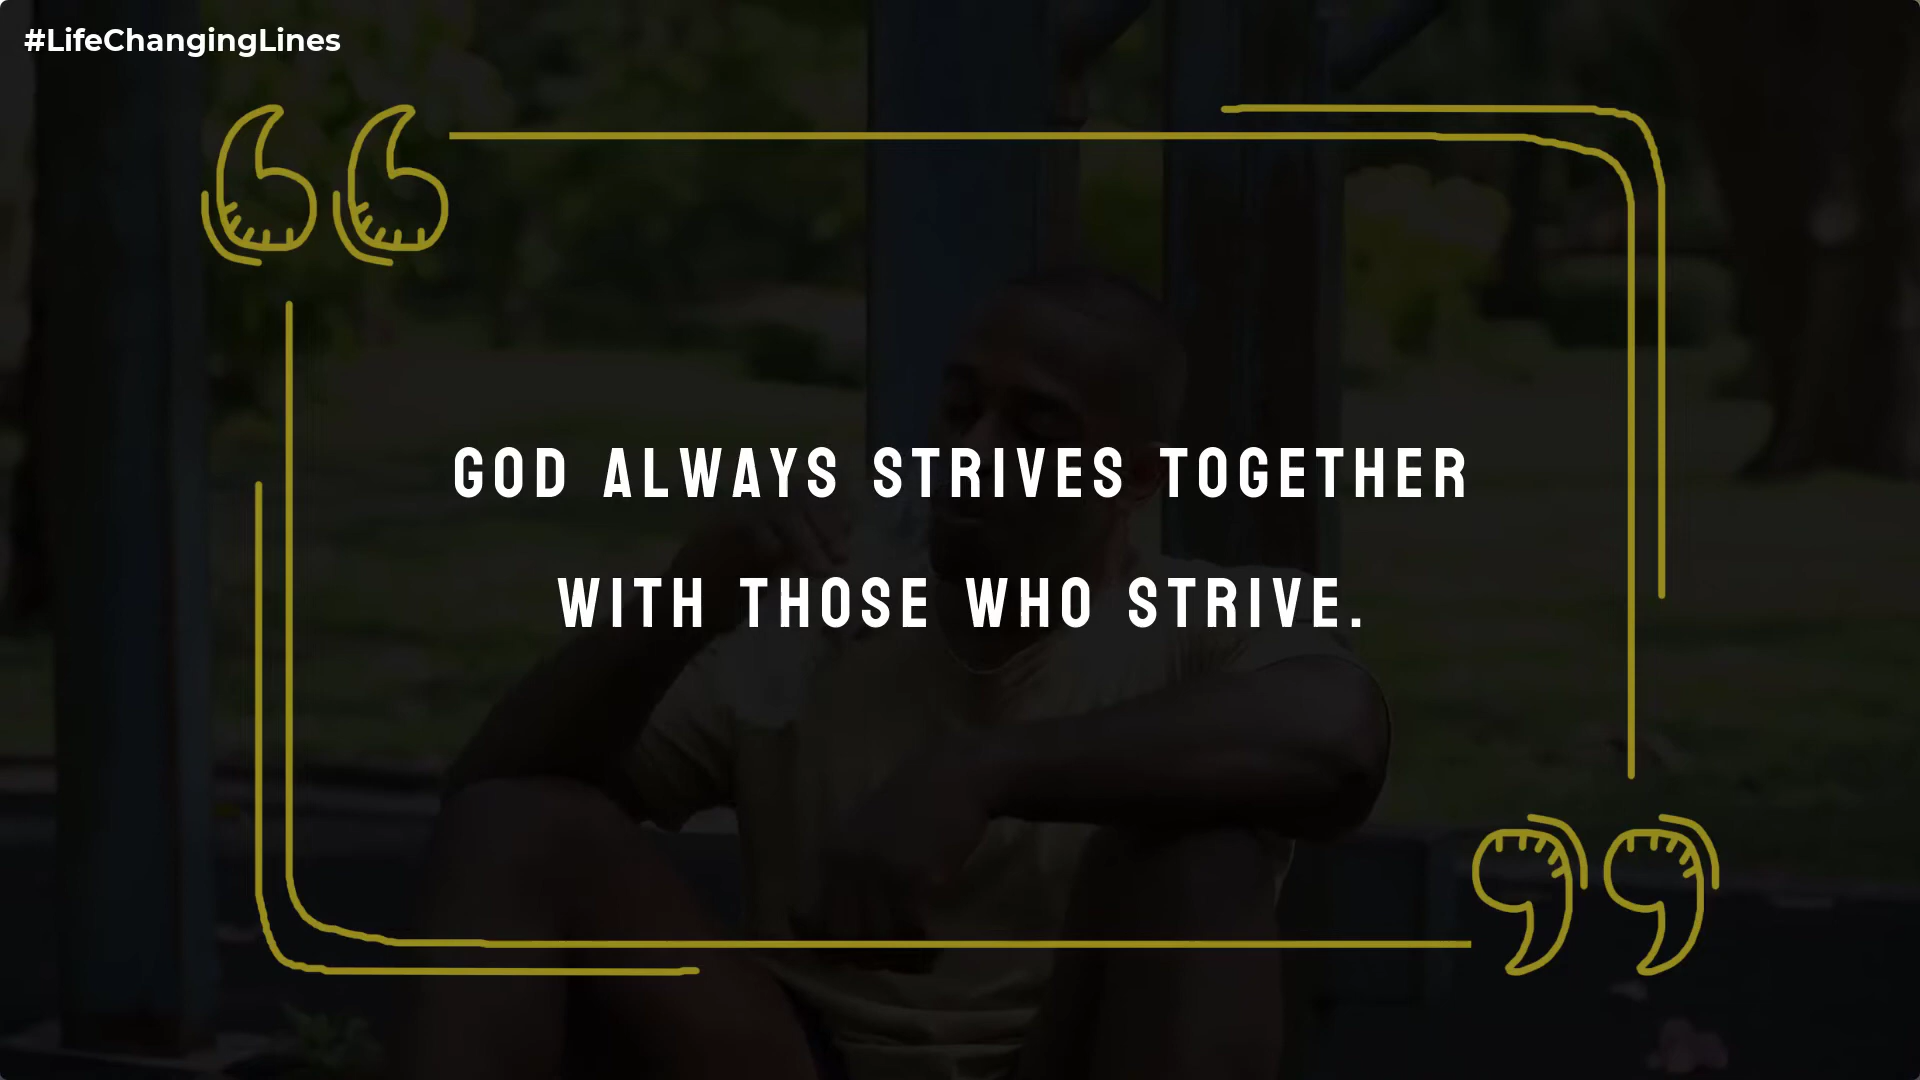 #LifeChangingLines
GOD ALWAYS STRIVES TOGETHER
WITH THOSE WHO STRIVE.